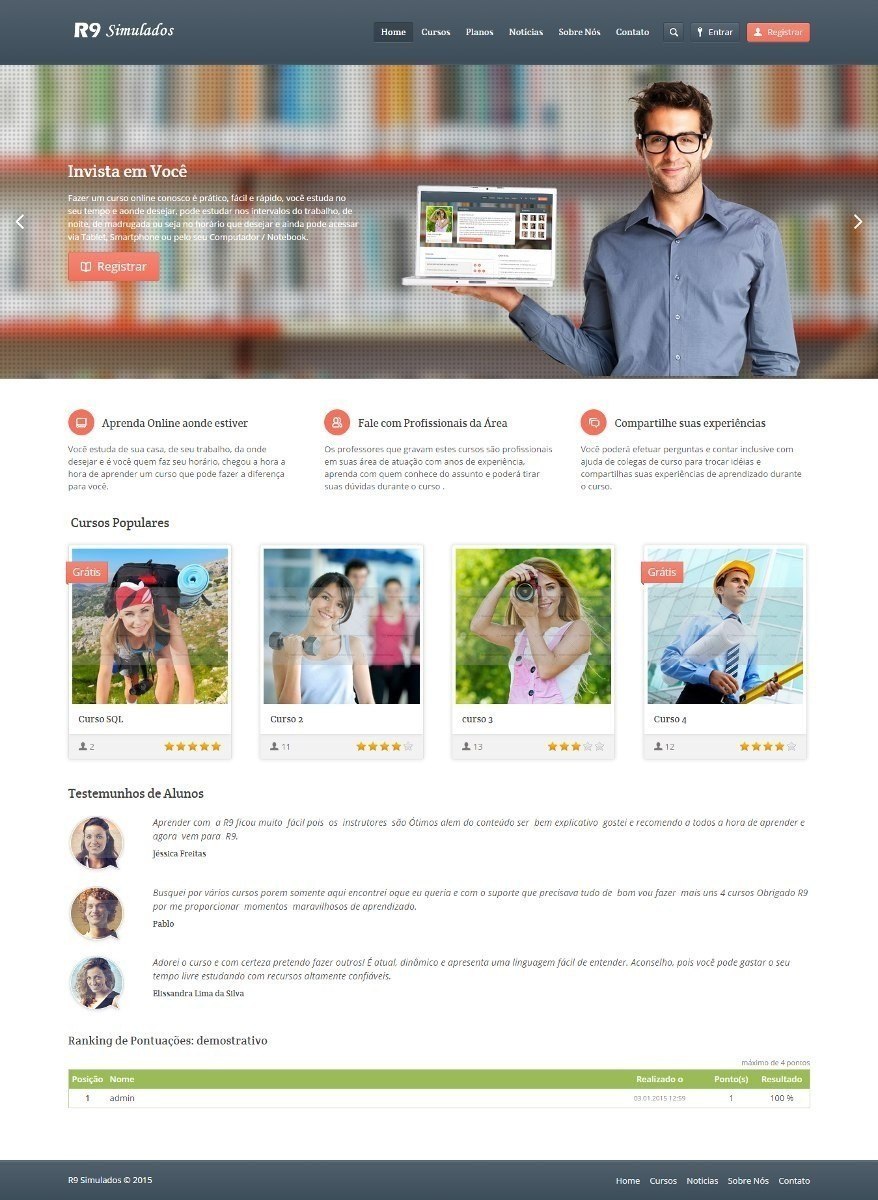 R9 Simulados
Home Cursos Planos Notícias Sobre Nós Contato Entrar Registrar
Invista em Você
Fazer um curso online conosco é prático, fácil e rápido, você estuda no
seu tempo e aonde desejar, pode estudar nos intervalos do trabalho, de
noite, de madrugada ou seja no horário que desejar e ainda pode acessar
via Tablet, Smartphone ou pelo seu Computador / Notebook.
Registrar
Aprenda Online aonde estiver
Você estuda de sua casa, de seu trabalho, da onde
desejar e é você quem faz seu horário, chegou a hora a
hora de aprender um curso que pode fazer a diferença
para você.
Fale com Profissionais da Área
Os professores que gravam estes cursos são profissionais
em suas área de atuação com anos de experiência,
aprenda com quem conhece do assunto e poderá tirar
suas dúvidas durante o curso .
Compartilhe suas experiências
Você poderá efetuar perguntas e contar inclusive com
ajuda de colegas de curso para trocar idéias e
compartilhas suas experiências de aprendizado durante
o curso.
Cursos Populares
Grátis
Curso SQL
2
Curso 2
11
curso 3
13
Grátis
Curso 4
12
Testemunhos de Alunos
Aprender com a R9 ficou muito fácil pois os instrutores são Ótimos alem do conteúdo ser bem explicativo gostei e recomendo a todos a hora de aprender e
agora vem para R9.
Jéssica Freitas
Busquei por vários cursos porem somente aqui encontrei oque eu queria e com o suporte que precisava tudo de bom vou fazer mais uns 4 cursos Obrigado R9
por me proporcionar momentos maravilhosos de aprendizado.
Pablo
Adorei o curso e com certeza pretendo fazer outros! É atual, dinâmico e apresenta uma linguagem fácil de entender. Aconselho, pois você pode gastar o seu
tempo livre estudando com recursos altamente confiáveis.
Elissandra Lima da Silva
Ranking de Pontuações: demostrativo
máximo de 4 pontos
Posição Nome Realizado o Ponto(s) Resultado
1 admin 03.01.2015 12:59 1 100 %
R9 Simulados © 2015
Home Cursos Noticias Sobre Nós Contato